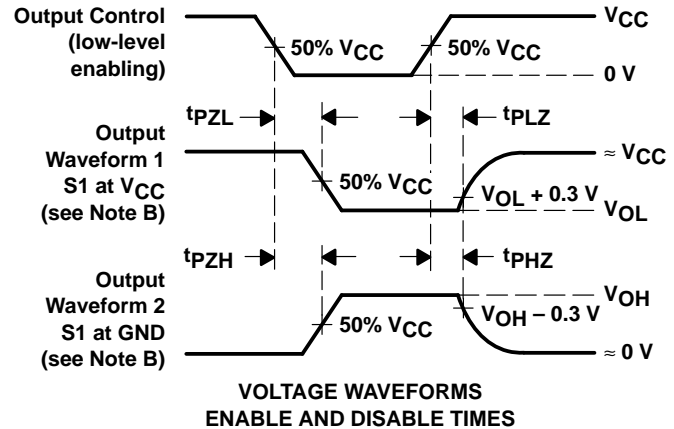 Output Control
(low-level
enabling)
VCC
50% VCC
50% VCC
0 V
tPZL
tPLZ
Output
Waveform 1
S1 at VCC
(see Note B)
≈ VCC
50% VCC
VOL + 0.3 V
VOL
tPZH
tPHZ
Output
Waveform 2
S1 at GND
(see Note B)
VOH
50% VCC
VOH – 0.3 V
≈ 0 V
VOLTAGE WAVEFORMS
ENABLE AND DISABLE TIMES